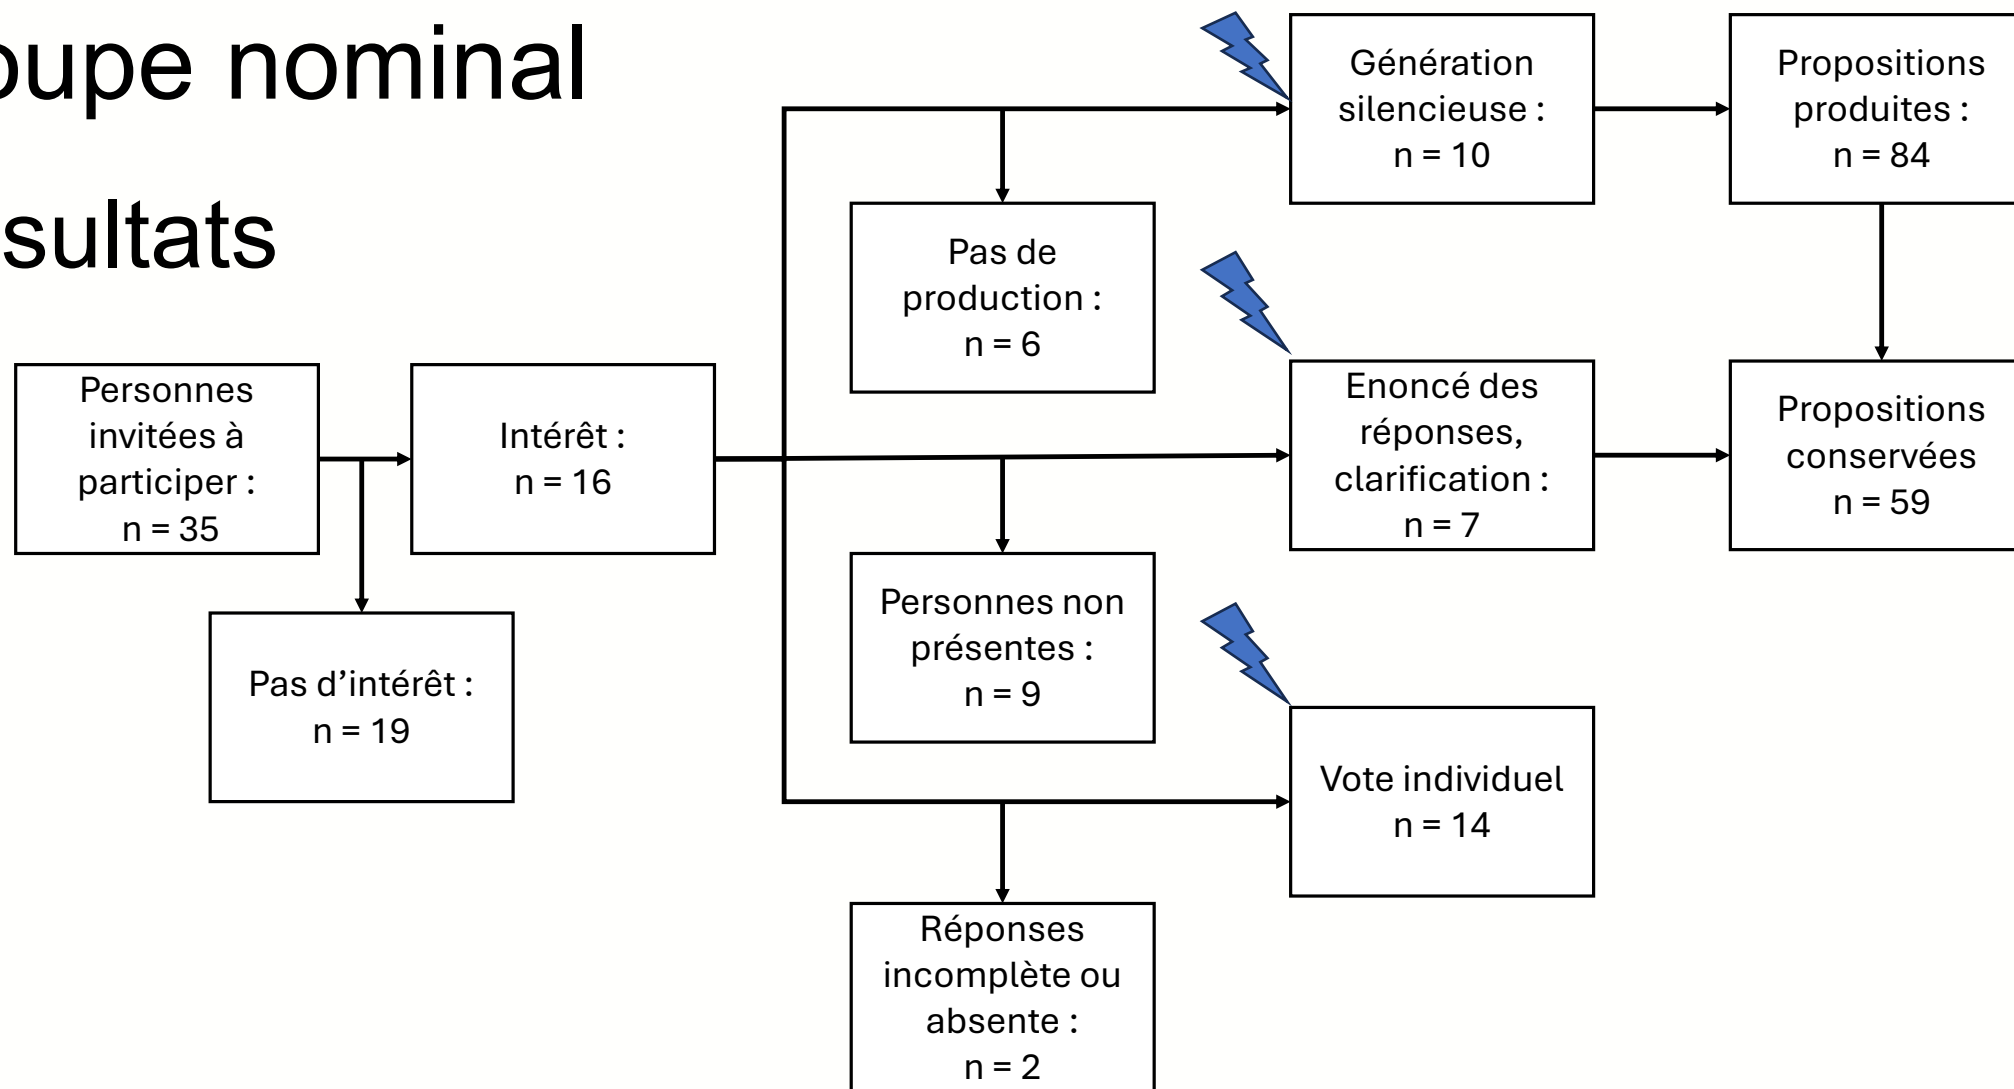 oupe nominal
sultats
Personnes
invitées à
participer :
n = 35
Intérêt :
n = 16
Pas d’intérêt :
n = 19
Pas de
production :
n = 6
Personnes non
présentes :
n = 9
Réponses
incomplète ou
absente :
n = 2
Génération
silencieuse :
n = 10
Enoncé des
réponses,
clarification :
n = 7
Vote individuel
n = 14
Propositions
produites :
n = 84
Propositions
conservées
n = 59